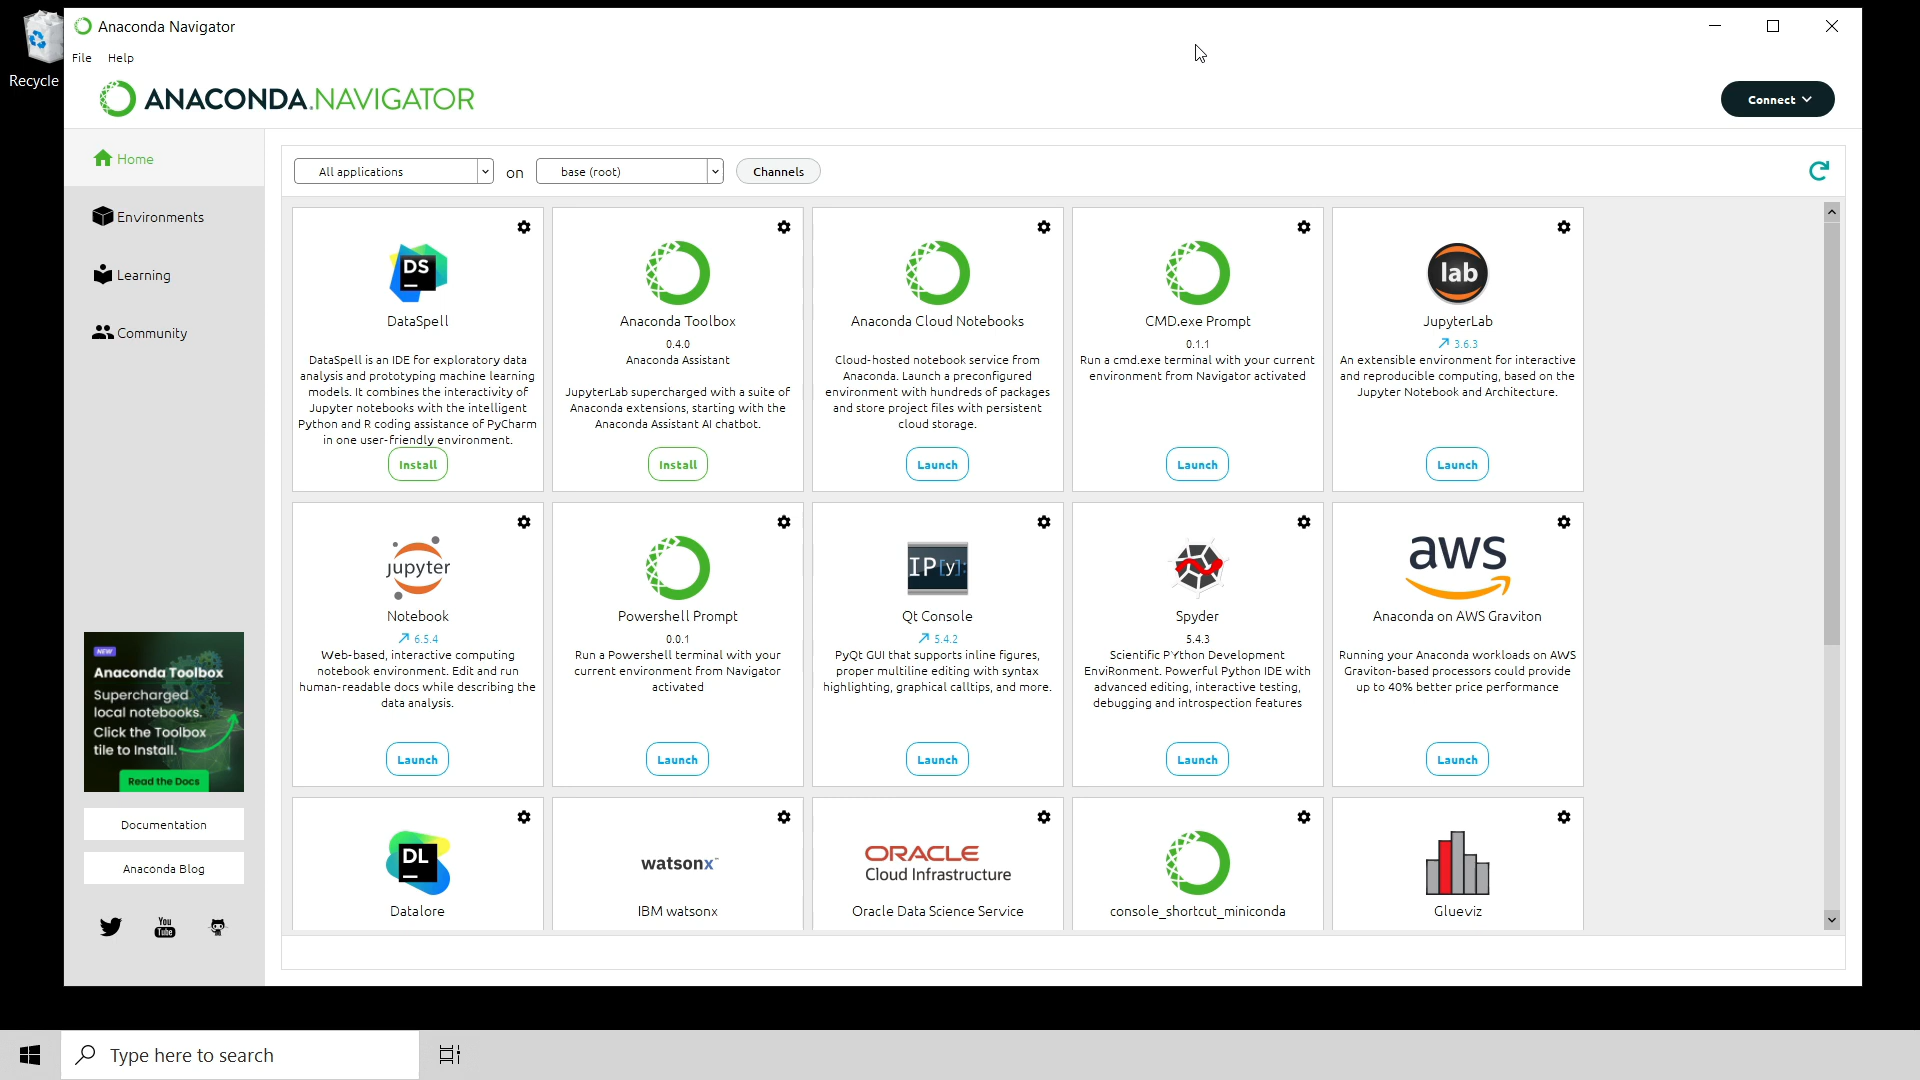 Recycle
Anaconda Navigator
File Help
ANACONDA.NAVIGATOR
Connect
Home
Environments
Learning
Community
All applications on base (root) Channels
DS
DataSpell
DataSpell is an IDE for exploratory data
analysis and prototyping machine learning
models. It combines the interactivity of
Jupyter notebooks with the intelligent
Python and R coding assistance of PyCharm
in one user-friendly environment.
Install
Anaconda Toolbox
0.4.0
Anaconda Assistant
JupyterLab supercharged with a suite of
Anaconda extensions, starting with the
Anaconda Assistant AI chatbot.
Install
Anaconda Cloud Notebooks
Cloud-hosted notebook service from
Anaconda. Launch a preconfigured
environment with hundreds of packages
and store project files with persistent
cloud storage.
Launch
CMD.exe Prompt
0.1.1
Run a cmd.exe terminal with your current
environment from Navigator activated
Launch
lab
JupyterLab
3.6.3
An extensible environment for interactive
and reproducible computing, based on the
Jupyter Notebook and Architecture.
Launch
jupyter
Notebook
6.5.4
Web-based, interactive computing
notebook environment. Edit and run
human-readable docs while describing the
data analysis.
Launch
Powershell Prompt
0.0.1
Run a Powershell terminal with your
current environment from Navigator
activated
Launch
IP[y]:
Qt Console
5.4.2
PyQt GUI that supports inline figures,
proper multiline editing with syntax
highlighting, graphical calltips, and more.
Launch
Spyder
5.4.3
Scientific PYthon Development
EnviRonment. Powerful Python IDE with
advanced editing, interactive testing,
debugging and introspection features
Launch
aws
Anaconda on AWS Graviton
Running your Anaconda workloads on AWS
Graviton-based processors could provide
up to 40% better price performance
Launch
DL
Datalore
watsonx™
IBM watsonx
ORACLE
Cloud Infrastructure
Oracle Data Science Service
console_shortcut_miniconda
Glueviz
NEW
Anaconda Toolbox
Supercharged
local notebooks.
Click the Toolbox
tile to install.
Read the Docs
Documentation
Anaconda Blog
You
Tube
Type here to search